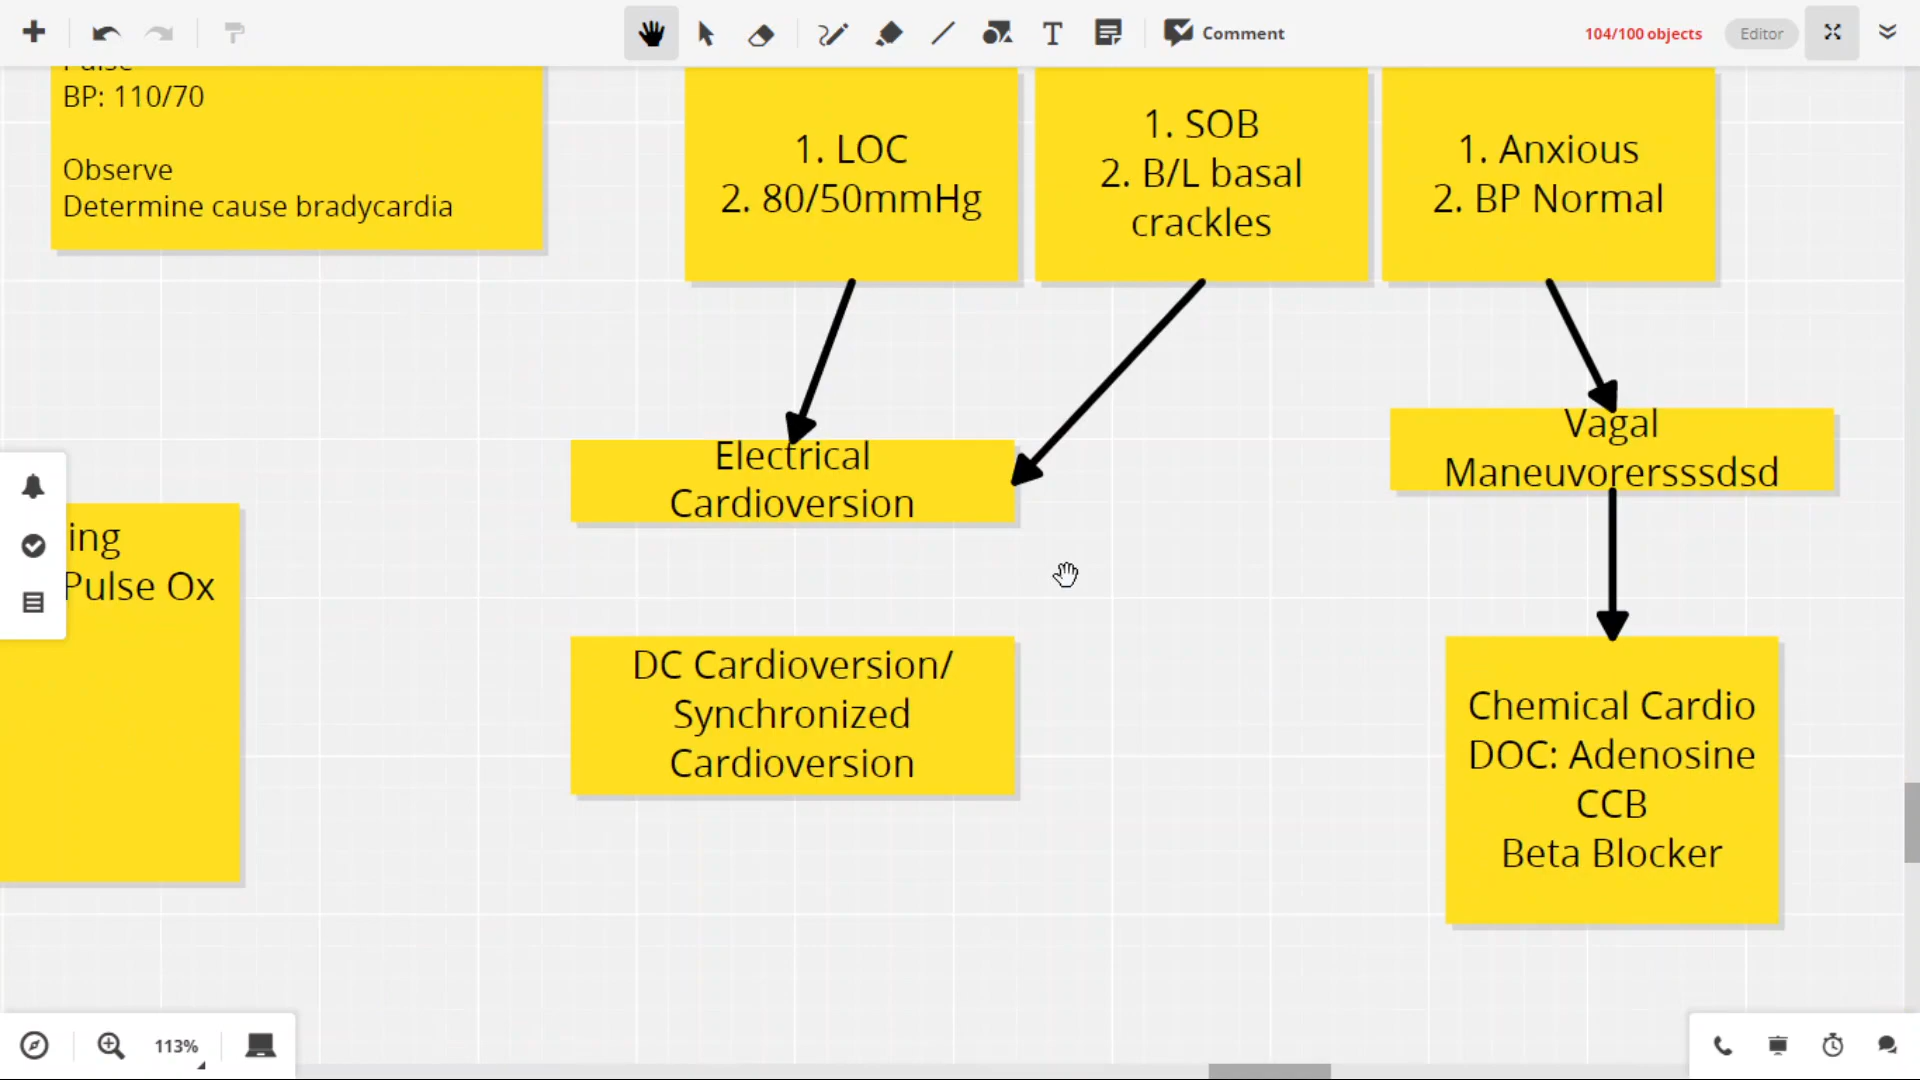 Comment
104/100 objects
Editor
Pulse
BP: 110/70
Observe
Determine cause bradycardia
1. LOC
2. 80/50mmHg
1. SOB
2. B/L basal
crackles
1. Anxious
2. BP Normal
Electrical
Cardioversion
Vagal
Maneuvorersssdsd
ing
Pulse Ox
DC Cardioversion/
Synchronized
Cardioversion
Chemical Cardio
DOC: Adenosine
CCB
Beta Blocker
113%